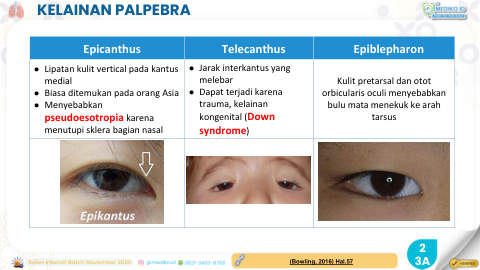 KELAINAN PALPEBRA
MEDIKO.ID
Epicanthus
Telecanthus
Epiblepharon
● Lipatan kulit vertical pada kantus
medial
● Biasa ditemukan pada orang Asia
● Menyebabkan
pseudoesotropia karena
menutupi sklera bagian nasal
● Jarak interkantus yang
melebar
● Dapat terjadi karena
trauma, kelainan
kongenital (Down
syndrome)
Kulit pretarsal dan otot
orbicularis oculi menyebabkan
bulu mata menekuk ke arah
tarsus
Epikantus
(Bowling, 2016) Hal.57
2
3A